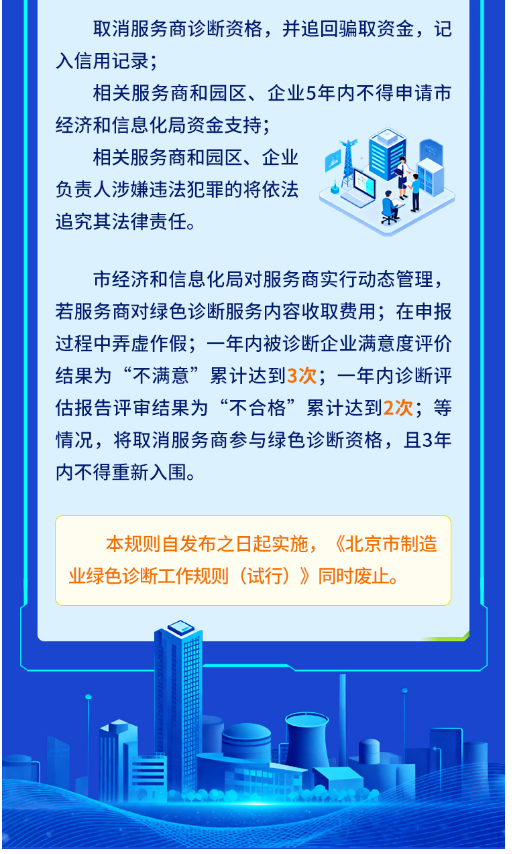 取消服务商诊断资格，并追回骗取资金，记
入信用记录；
相关服务商和园区、企业5年内不得申请市
经济和信息化局资金支持；
相关服务商和园区、企业
负责人涉嫌违法犯罪的将依法
追究其法律责任。
市经济和信息化局对服务商实行动态管理，
若服务商对绿色诊断服务内容收取费用；在申报
过程中弄虚作假；一年内被诊断企业满意度评价
结果为“不满意”累计达到3次；一年内诊断评
估报告评审结果为“不合格”累计达到2次；等
情况，将取消服务商参与绿色诊断资格，且3年
内不得重新入围。
本规则自发布之日起实施，《北京市制造
业绿色诊断工作规则（试行）》同时废止。